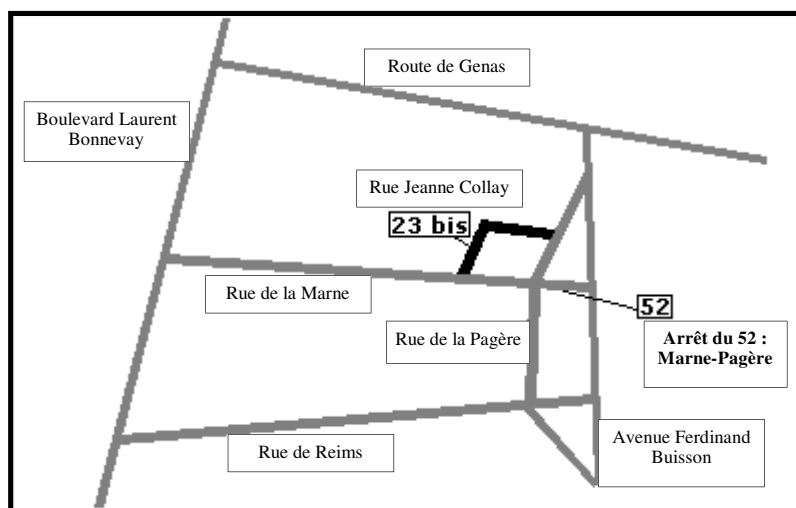 Route de Genas
Boulevard Laurent
Bonnevay
Rue Jeanne Collay
23 bis
Rue de la Marne
52
Rue de la Pagère
Arrêt du 52 :
Marne-Pagère
Avenue Ferdinand
Buisson
Rue de Reims